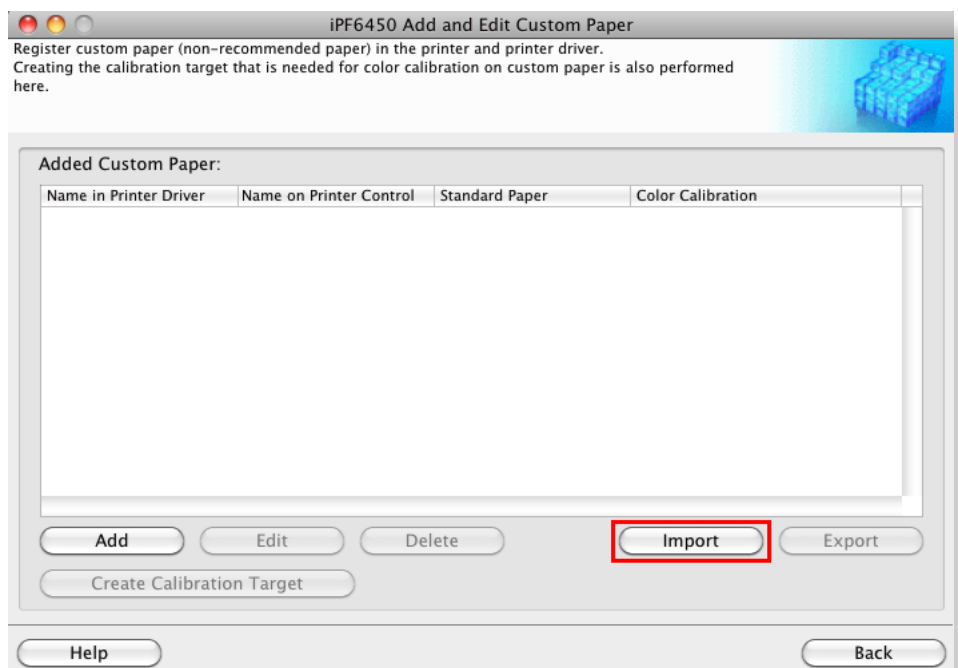 iPF6450 Add and Edit Custom Paper
Register custom paper (non-recommended paper) in the printer and printer driver.
Creating the calibration target that is needed for color calibration on custom paper is also performed
here.
Added Custom Paper:
Name in Printer Driver Name on Printer Control Standard Paper Color Calibration
Add Edit Delete Import Export
Create Calibration Target
Help Back